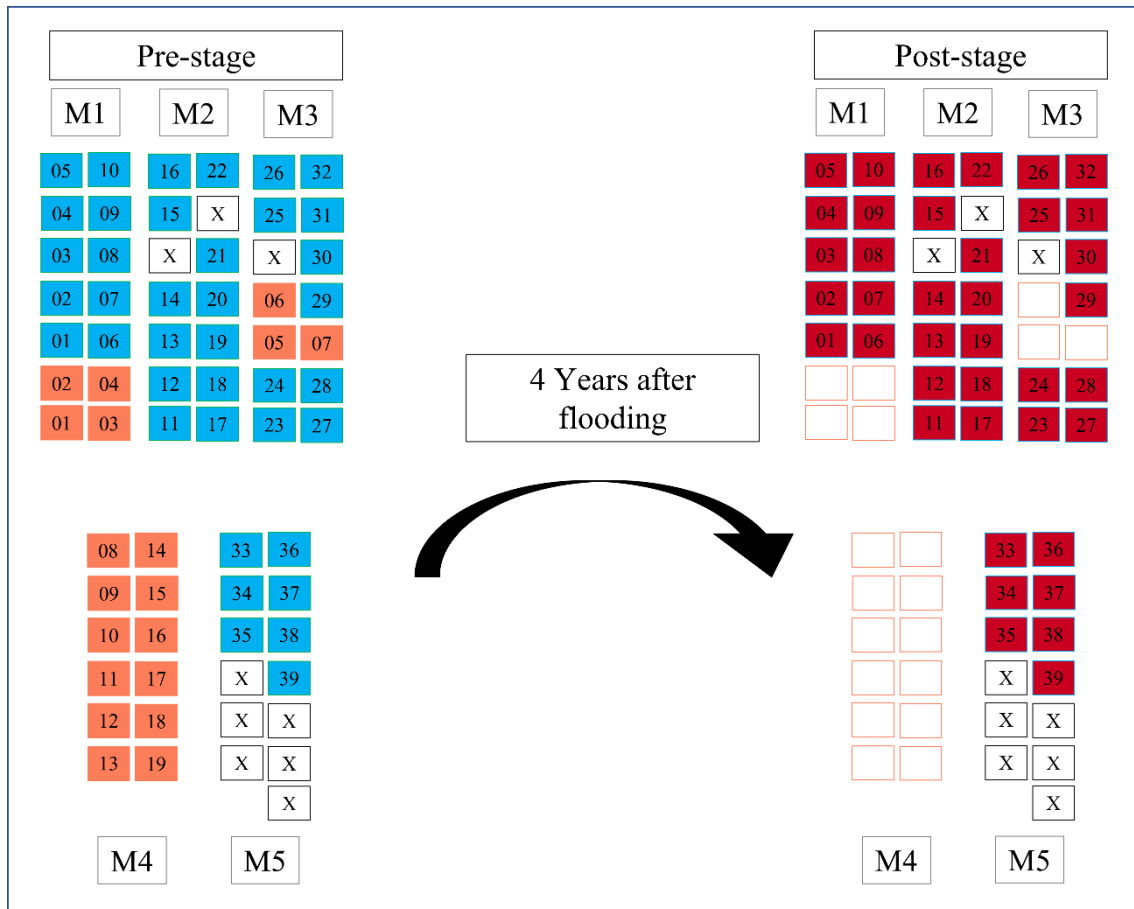 Pre-stage
M1 M2 M3
05 10 16 22 26 32
04 09 15 X 25 31
03 08 X 21 X 30
02 07 14 20 06 29
01 06 13 19 05 07
02 04 12 18 24 28
01 03 11 17 23 27
08 14 33 36
09 15 34 37
10 16 35 38
11 17 X 39
12 18 X X
13 19 X X
X
M4 M5
4 Years after
flooding
Post-stage
M1 M2 M3
05 10 16 22 26 32
04 09 15 X 25 31
03 08 X 21 X 30
02 07 14 20 29
01 06 13 19
12 18 24 28
11 17 23 27
33 36
34 37
35 38
X 39
X X
X X
X
M4 M5